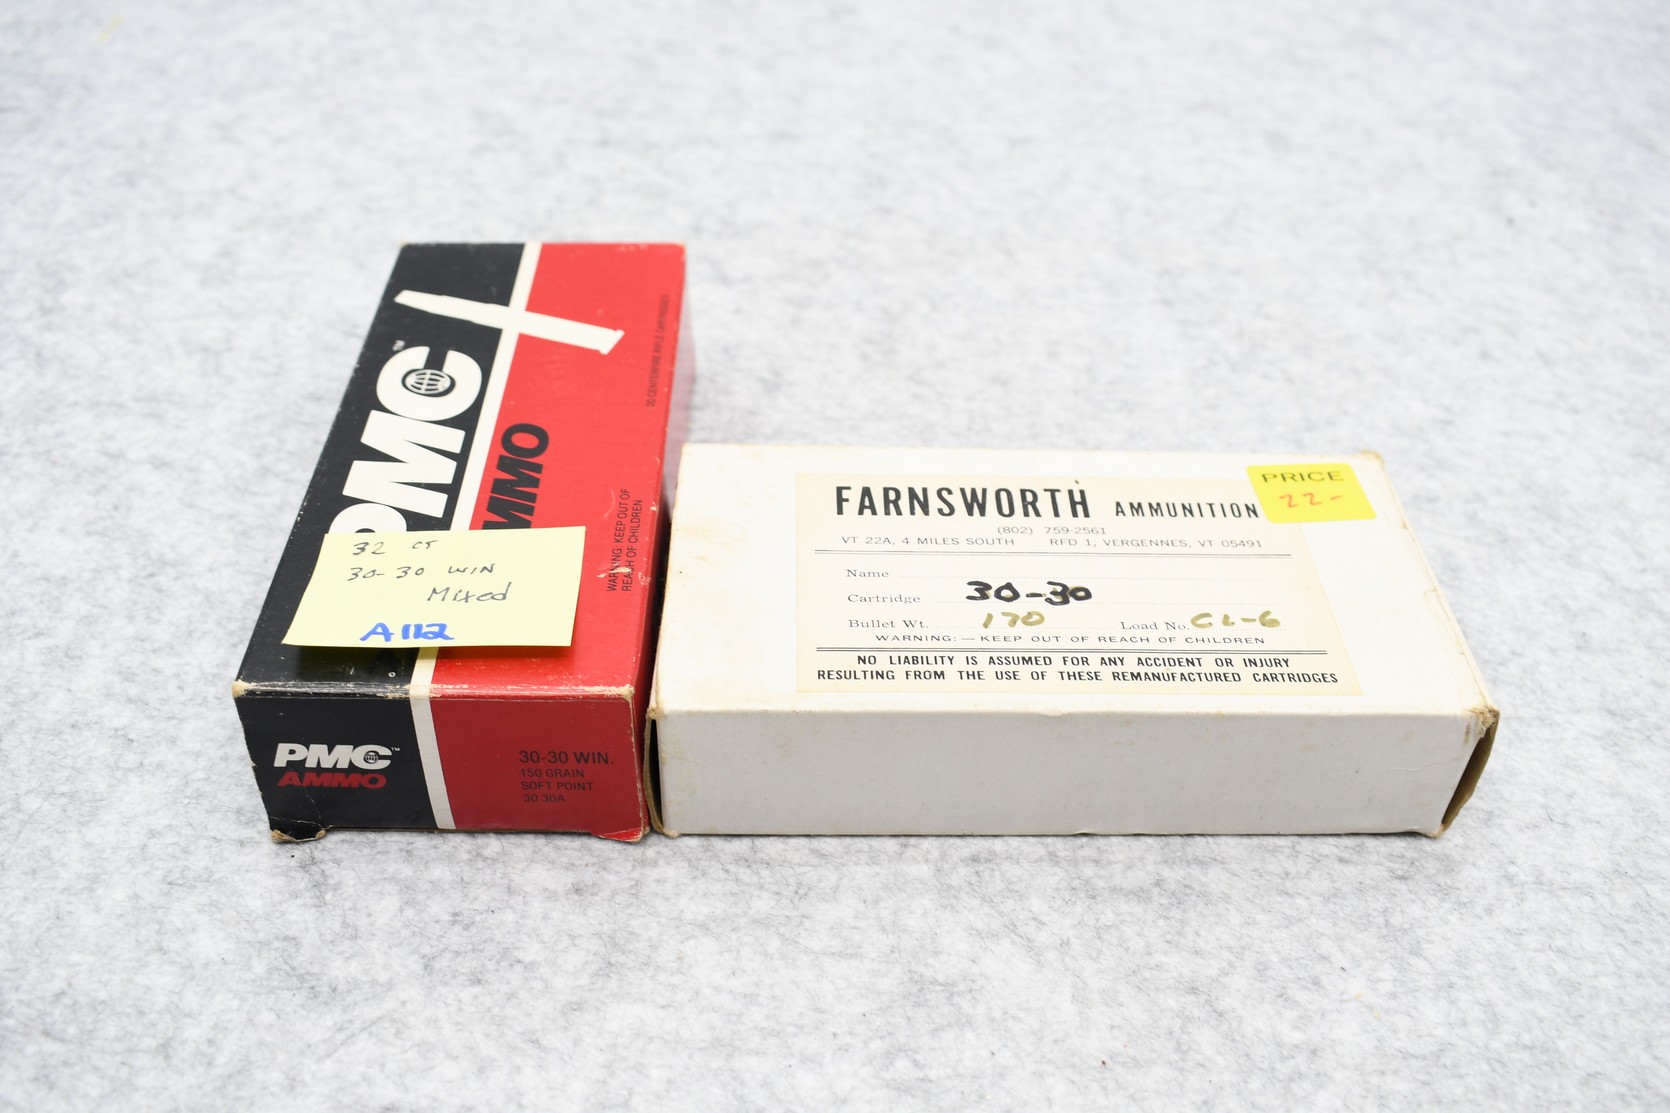 PMC™
AMMO
20 CENTERFIRE RIFLE CARTRIDGES
WARNING: KEEP OUT OF
REACH OF CHILDREN
32 CT
30-30 WIN
Mixed
A112
PMC™
AMMO
30-30 WIN.
150 GRAIN
SOFT POINT
30 30A
FARNSWORTH AMMUNITION
(802) 759-2561
VT 22A, 4 MILES SOUTH RFD 1, VERGENNES, VT 05491
Name
Cartridge 30-30
Bullet Wt. 170 Load No. CL-6
WARNING: — KEEP OUT OF REACH OF CHILDREN
NO LIABILITY IS ASSUMED FOR ANY ACCIDENT OR INJURY
RESULTING FROM THE USE OF THESE REMANUFACTURED CARTRIDGES
PRICE
22-